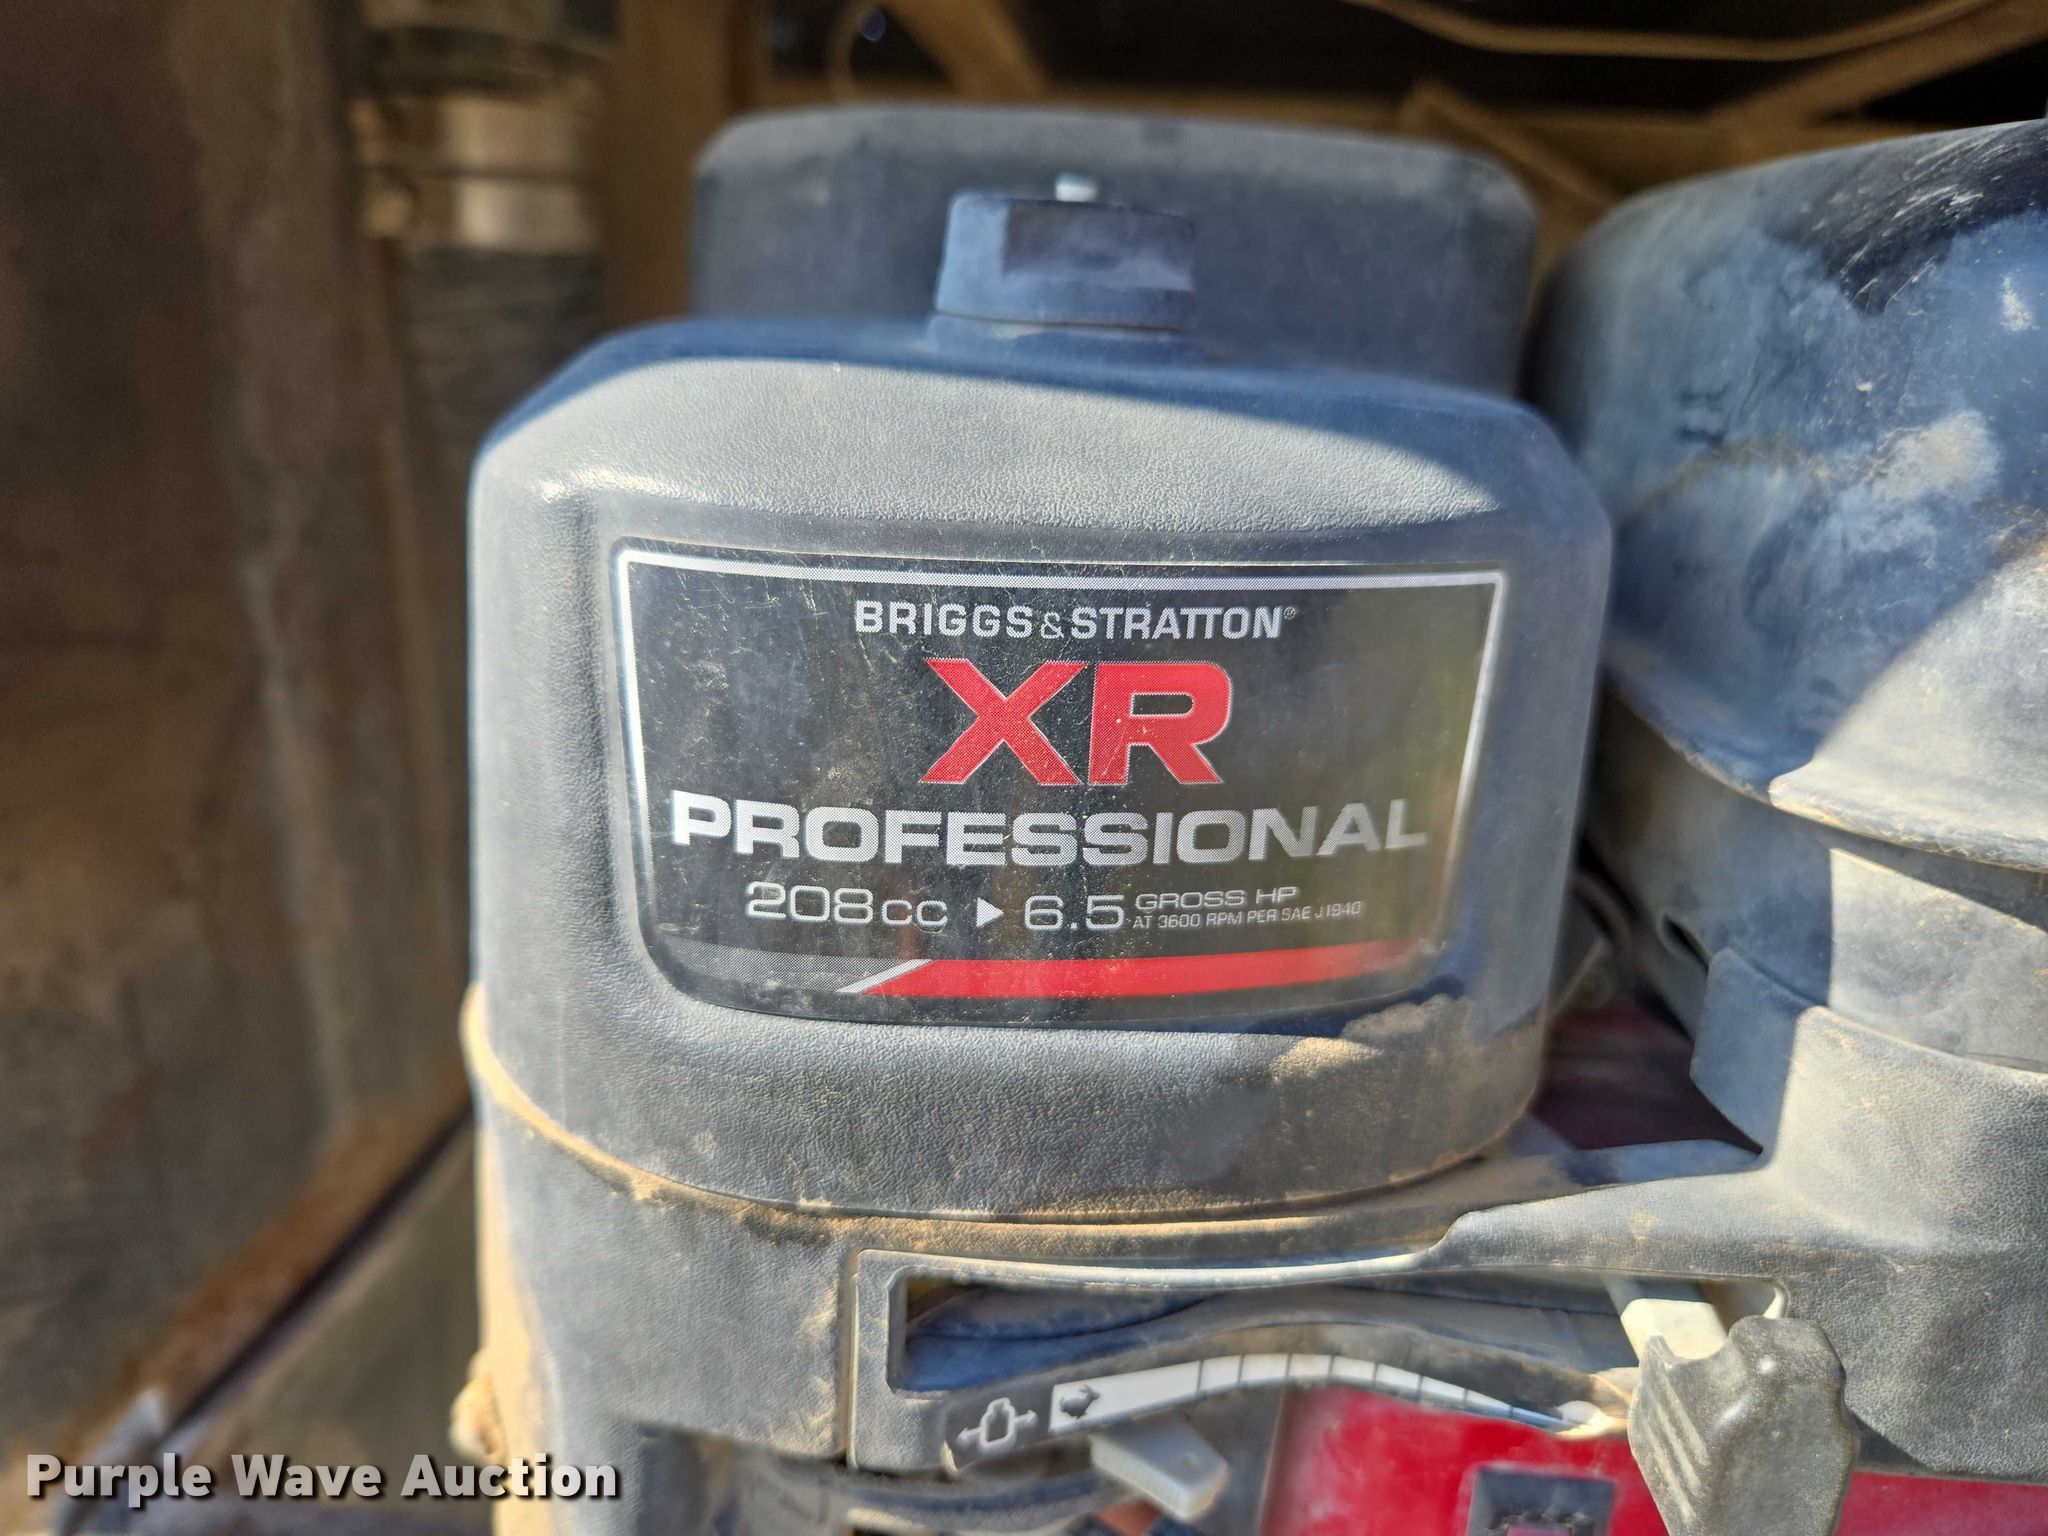 BRIGGS&STRATTON®
XR
PROFESSIONAL
208CC ▶ 6.5 GROSS HP
AT 3600 RPM PER SAE J1940
Purple Wave Auction